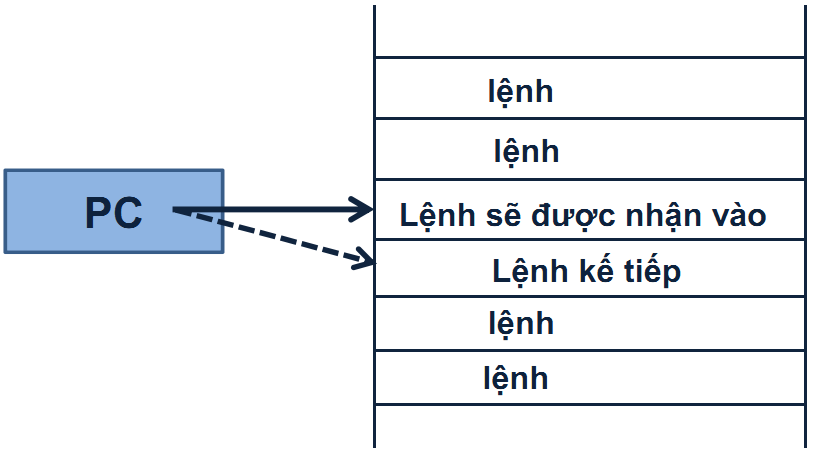 lệnh
lệnh
PC
Lệnh sẽ được nhận vào
Lệnh kế tiếp
lệnh
lệnh